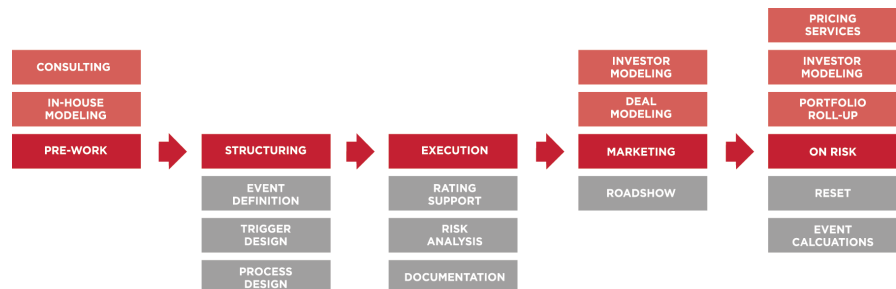 CONSULTING
IN-HOUSE
MODELING
PRE-WORK
STRUCTURING
EVENT
DEFINITION
TRIGGER
DESIGN
PROCESS
DESIGN
EXECUTION
RATING
SUPPORT
RISK
ANALYSIS
DOCUMENTATION
INVESTOR
MODELING
DEAL
MODELING
MARKETING
ROADSHOW
PRICING
SERVICES
INVESTOR
MODELING
PORTFOLIO
ROLL-UP
ON RISK
RESET
EVENT
CALCUATIONS